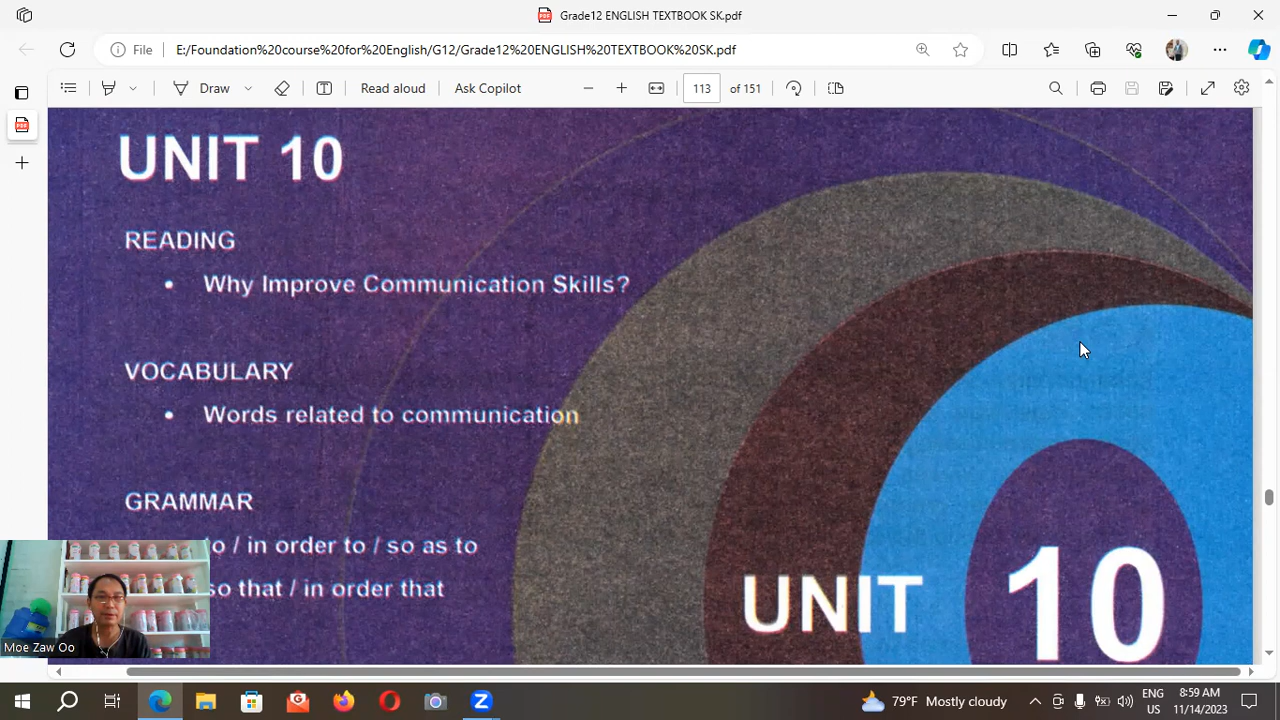 Grade12 ENGLISH TEXTBOOK SK.pdf
File E:/Foundation%20course%20for%20English/G12/Grade12%20ENGLISH%20TEXTBOOK%20SK.pdf
Draw Read aloud Ask Copilot 113 of 151
UNIT 10
READING
• Why Improve Communication Skills?
VOCABULARY
• Words related to communication
GRAMMAR
to / in order to / so as to
so that / in order that
UNIT 10
Moe Zaw Oo
79°F Mostly cloudy
ENG
US
8:59 AM
11/14/2023